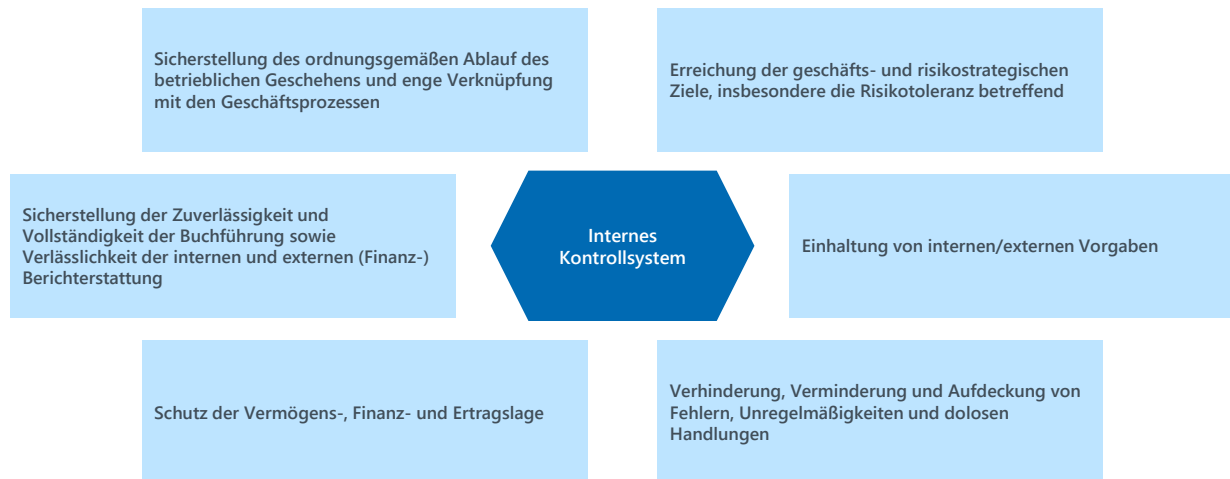 Sicherstellung des ordnungsgemäßen Ablauf des
betrieblichen Geschehens und enge Verknüpfung
mit den Geschäftsprozessen
Erreichung der geschäfts- und risikostrategischen
Ziele, insbesondere die Risikotoleranz betreffend
Sicherstellung der Zuverlässigkeit und
Vollständigkeit der Buchführung sowie
Verlässlichkeit der internen und externen (Finanz-)
Berichterstattung
Internes
Kontrollsystem
Einhaltung von internen/externen Vorgaben
Schutz der Vermögens-, Finanz- und Ertragslage
Verhinderung, Verminderung und Aufdeckung von
Fehlern, Unregelmäßigkeiten und dolosen
Handlungen